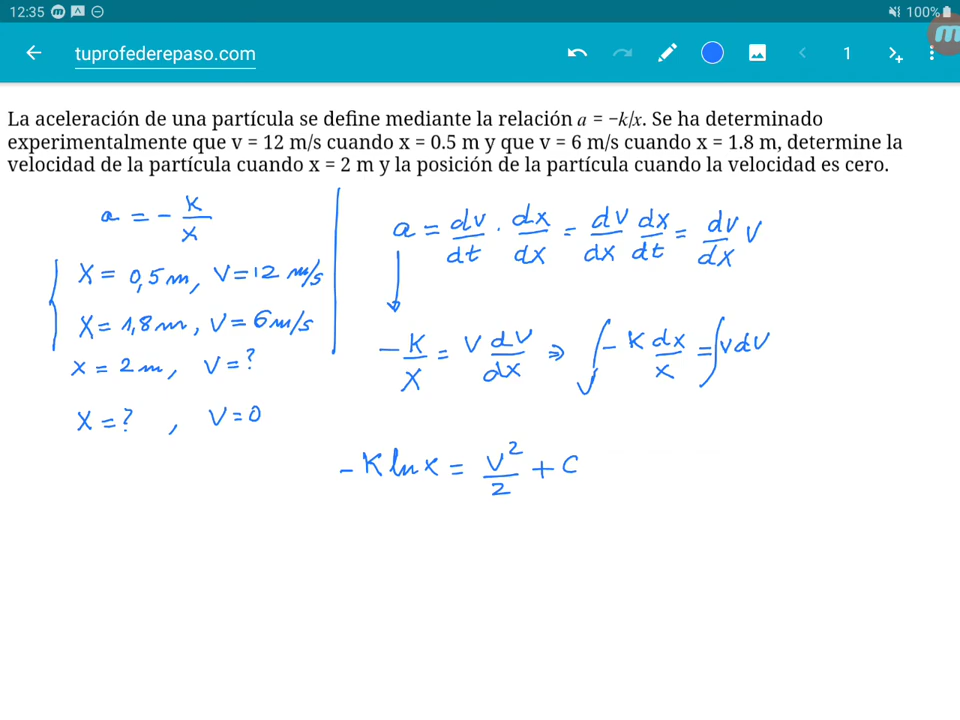 12:35 100%
tuprofederepaso.com 1
La aceleración de una partícula se define mediante la relación a = −k/x. Se ha determinado
experimentalmente que v = 12 m/s cuando x = 0.5 m y que v = 6 m/s cuando x = 1.8 m, determine la
velocidad de la partícula cuando x = 2 m y la posición de la partícula cuando la velocidad es cero.
a = - K/X
X = 0,5 m, V = 12 m/s
X = 1,8 m, V = 6 m/s
x = 2 m, V = ?
X = ? , V = 0
a = dv/dt · dx/dx = dv/dx dx/dt = dv/dx V
- K/X = V dV/dx ⇒ ∫ - K dx/x = ∫ V dV
- K ln x = V²/2 + C